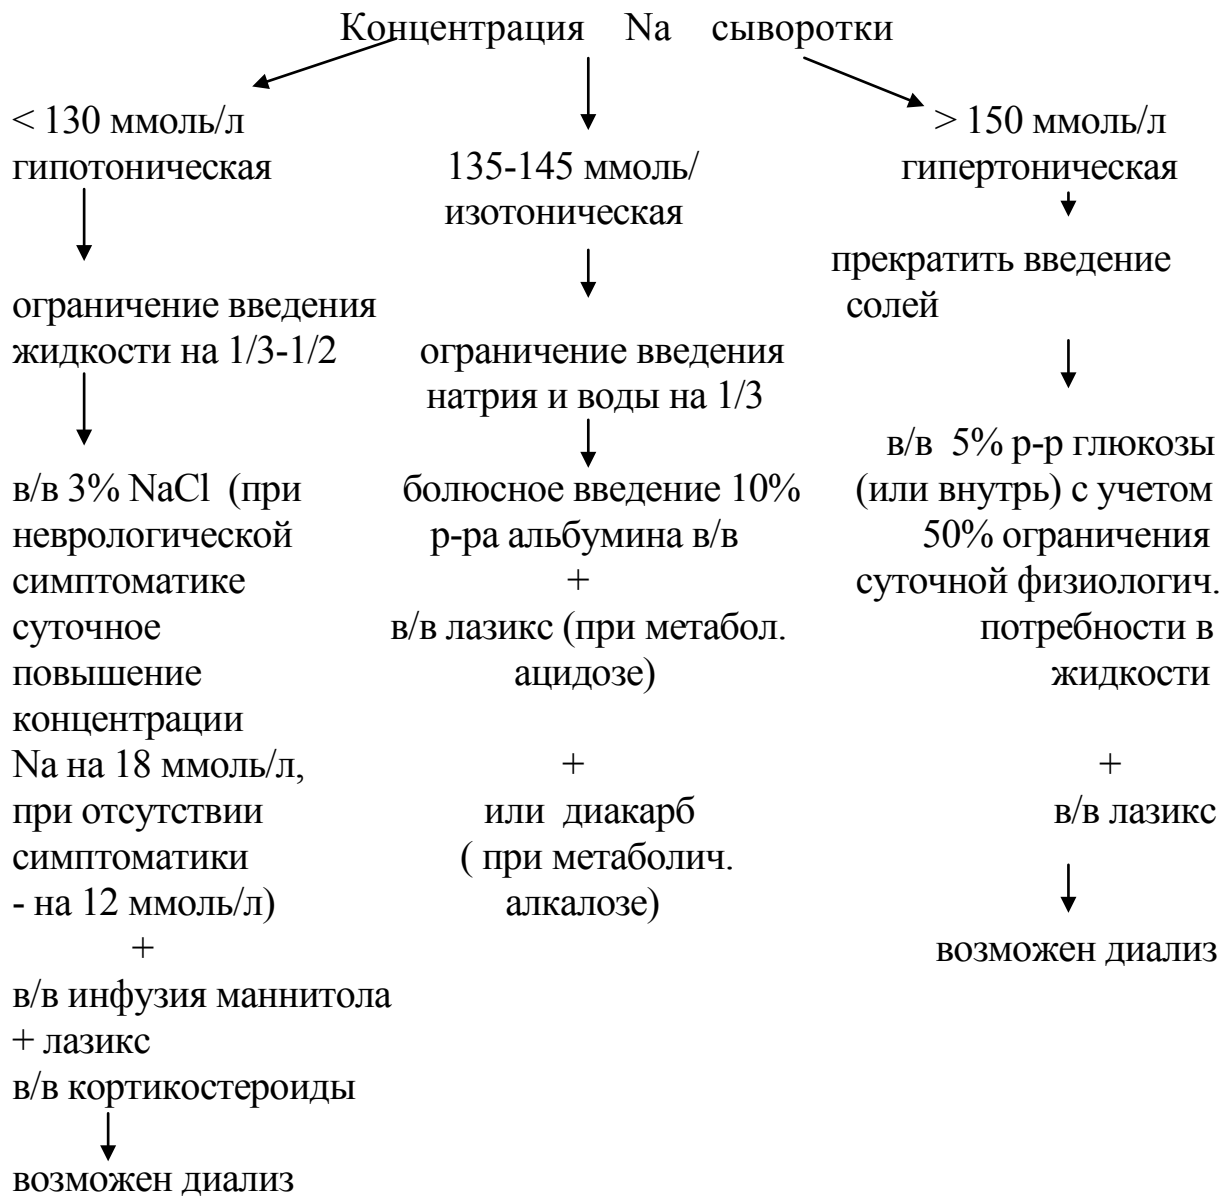 Концентрация Na сыворотки
< 130 ммоль/л
гипотоническая
ограничение введения
жидкости на 1/3-1/2
в/в 3% NaCl (при
неврологической
симптоматике
суточное
повышение
концентрации
Na на 18 ммоль/л,
при отсутствии
симптоматики
- на 12 ммоль/л)
+
в/в инфузия маннитола
+ лазикс
в/в кортикостероиды
возможен диализ
135-145 ммоль/
изотоническая
ограничение введения
натрия и воды на 1/3
болюсное введение 10%
р-ра альбумина в/в
+
в/в лазикс (при метабол.
ацидозе)
+
или диакарб
( при метаболич.
алкалозе)
> 150 ммоль/л
гипертоническая
прекратить введение
солей
в/в 5% р-р глюкозы
(или внутрь) с учетом
50% ограничения
суточной физиологич.
потребности в
жидкости
+
в/в лазикс
возможен диализ